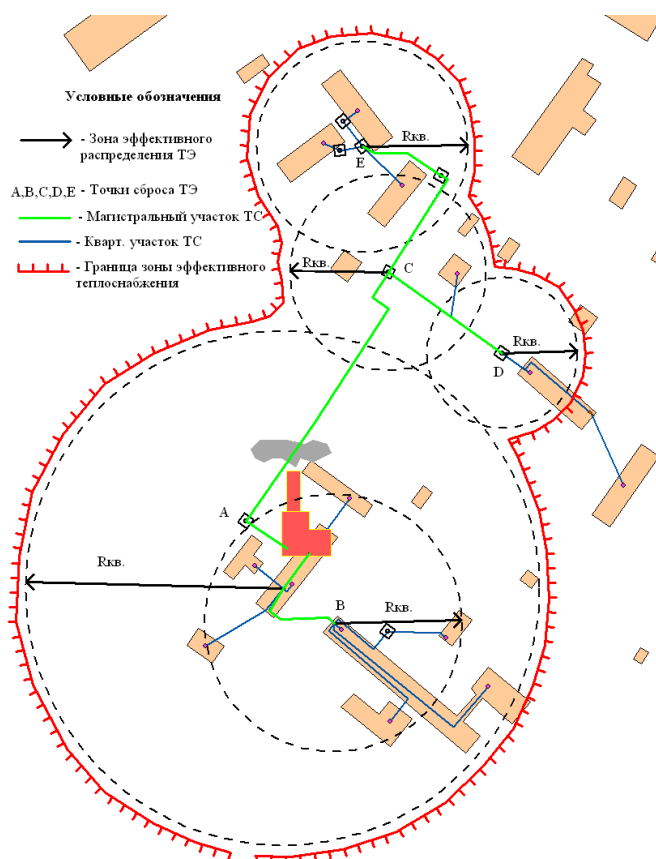 Условные обозначения
- Зона эффективного
распределения ТЭ
A,B,C,D,E - Точки сброса ТЭ
- Магистральный участок ТС
- Кварт. участок ТС
- Граница зоны эффективного
теплоснабжения
Rкв.
E
Rкв.
C
Rкв.
D
A
Rкв.
B
Rкв.